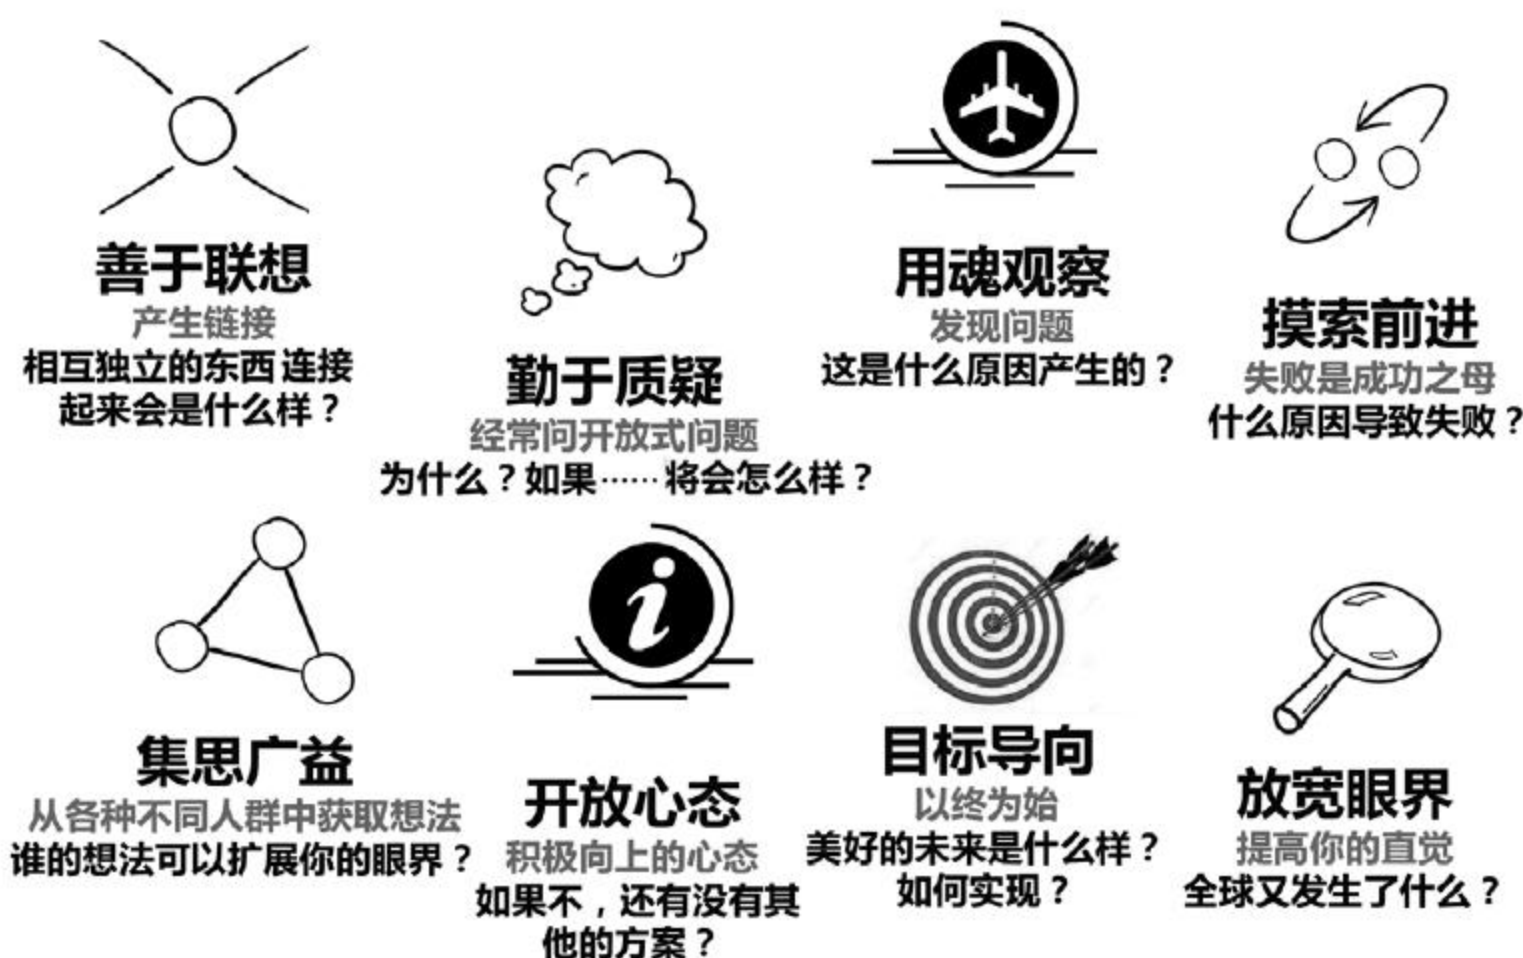 善于联想
产生链接
相互独立的东西 连接
起来会是什么样？
勤于质疑
经常问开放式问题
为什么？如果······将会怎么样？
用魂观察
发现问题
这是什么原因产生的？
摸索前进
失败是成功之母
什么原因导致失败？
集思广益
从各种不同人群中获取想法
谁的想法可以扩展你的眼界？
i
开放心态
积极向上的心态
如果不，还有没有其
他的方案？
目标导向
以终为始
美好的未来是什么样？
如何实现？
放宽眼界
提高你的直觉
全球又发生了什么？